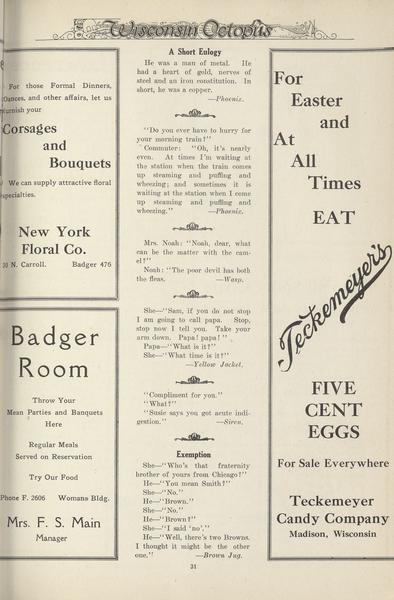 Wisconsin Octopus
For those Formal Dinners,
Dances, and other affairs, let us
furnish your
Corsages
and
Bouquets
We can supply attractive floral
specialties.
New York
Floral Co.
30 N. Carroll. Badger 476
Badger
Room
Throw Your
Mean Parties and Banquets
Here
Regular Meals
Served on Reservation
Try Our Food
Phone F. 2606 Womans Bldg.
Mrs. F. S. Main
Manager
A Short Eulogy
He was a man of metal. He
had a heart of gold, nerves of
steel and an iron constitution. In
short, he was a copper.
—Phoenix.
"Do you ever have to hurry for
your morning train?"
Commuter: "Oh, it's nearly
even. At times I'm waiting at
the station when the train comes
up steaming and puffing and
wheezing; and sometimes it is
waiting at the station when I come
up steaming and puffing and
wheezing." —Phoenix.
Mrs. Noah: "Noah, dear, what
can be the matter with the cam-
el?"
Noah: "The poor devil has both
the fleas. —Wasp.
She—"Sam, if you do not stop
I am going to call papa. Stop,
stop now I tell you. Take your
arm down. Papa! papa!"
Papa—"What is it?"
She—"What time is it?"
—Yellow Jacket.
"Compliment for you."
"What?"
"Susie says you got acute indi-
gestion." —Siren.
Exemption
She—"Who's that fraternity
brother of yours from Chicago?"
He—"You mean Smith?"
She—"No."
He—"Brown."
She—"No."
He—"Brown?"
She—"I said 'no'."
He—"Well, there's two Browns.
I thought it might be the other
one." —Brown Jug.
For
Easter
and
At
All
Times
EAT
Teckemeyer's
FIVE
CENT
EGGS
For Sale Everywhere
Teckemeyer
Candy Company
Madison, Wisconsin
31